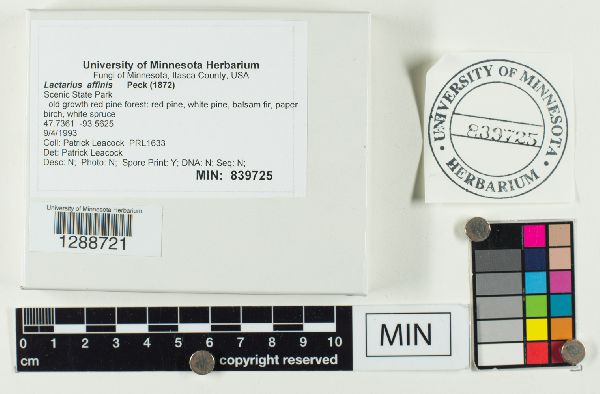 University of Minnesota Herbarium
Fungi of Minnesota, Itasca County, USA
Lactarius affinis Peck (1872)
Scenic State Park
old growth red pine forest: red pine, white pine, balsam fir, paper
birch, white spruce
47.7361 -93.5625
9/4/1993
Coll: Patrick Leacock PRL1633
Det: Patrick Leacock
Desc: N; Photo: N; Spore Print: Y; DNA: N; Seq: N;
MIN: 839725
University of Minnesota Herbarium
1288721
· UNIVERSITY OF MINNESOTA ·
839725
HERBARIUM
0 1 2 3 4 5 6 7 8 9 10
cm
copyright reserved
MIN